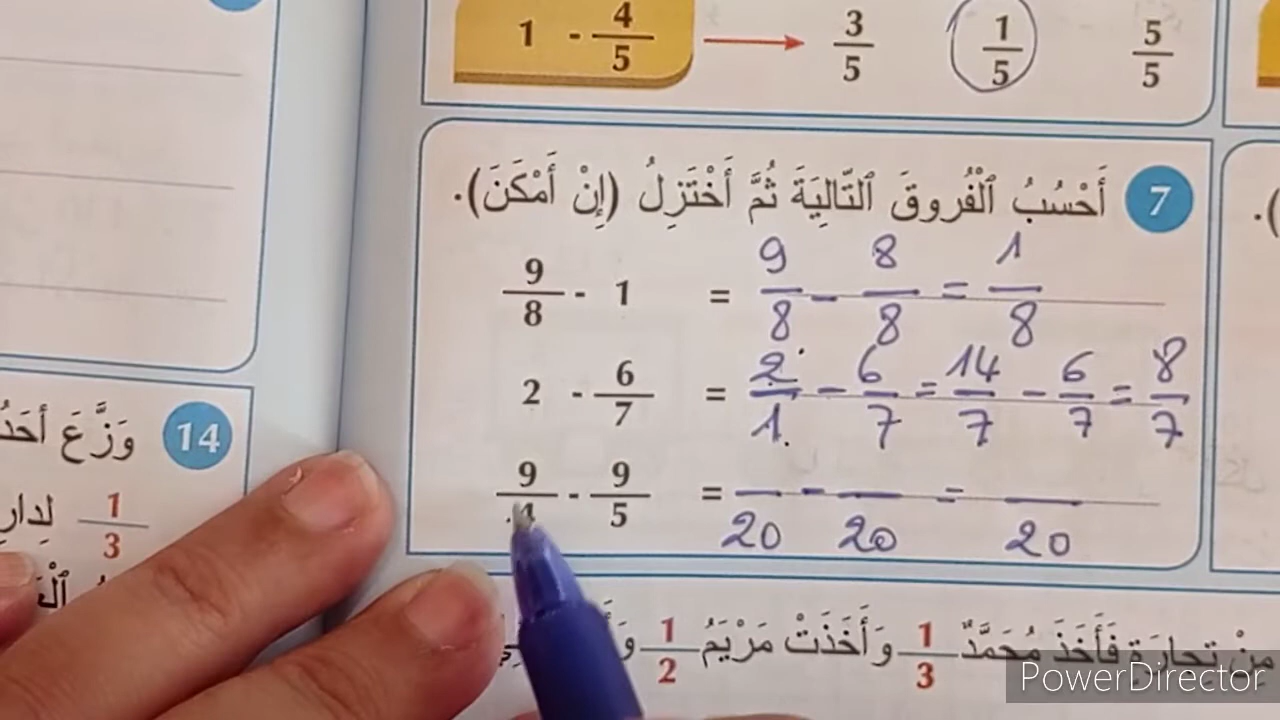 1 - 4/5 → 3/5 1/5 5/5
7 أَحْسُبُ ٱلْفُروقَ ٱلتّالِيَةَ ثُمَّ أَخْتَزِلُ (إِنْ أَمْكَنَ).
9/8 - 1 = 9/8 - 8/8 = 1/8
2 - 6/7 = 2/1 - 6/7 = 14/7 - 6/7 = 8/7
9/4 - 9/5 = /20 - /20 = /20
14 وَزَّعَ
1/3 لِدارِ
مِنْ تِجارَةٍ فَأَخَذَ مُحَمَّدٌ 1/3 وَأَخَذَتْ مَرْيَمُ 1/2
PowerDirector